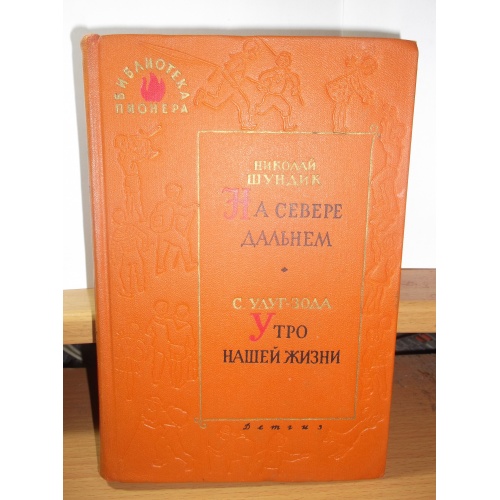 БИБЛИОТЕКА
ПИОНЕРА
НИКОЛАЙ
ШУНДИК
НА СЕВЕРЕ
ДАЛЬНЕМ
С. УЛУГ-ЗОДА
УТРО
НАШЕЙ ЖИЗНИ
Детгиз